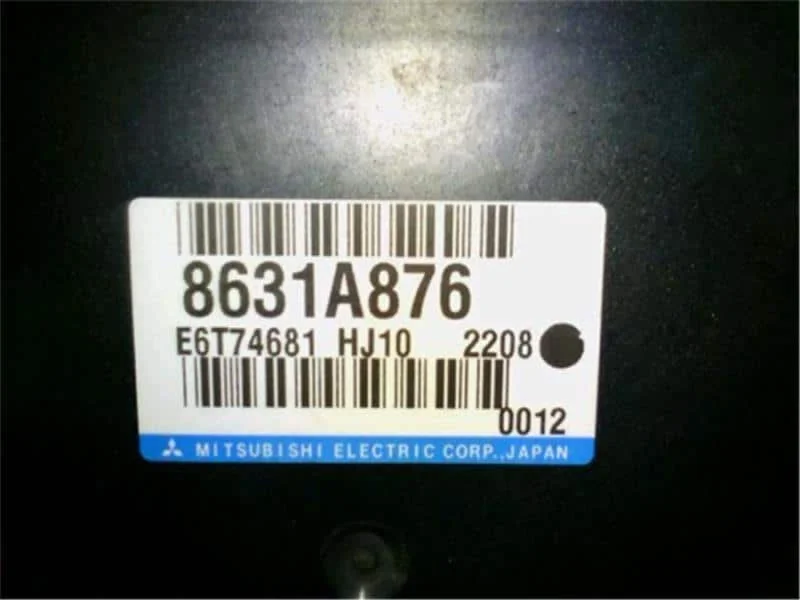 8631A876
E6T74681 HJ10 2208
0012
MITSUBISHI ELECTRIC CORP.,JAPAN